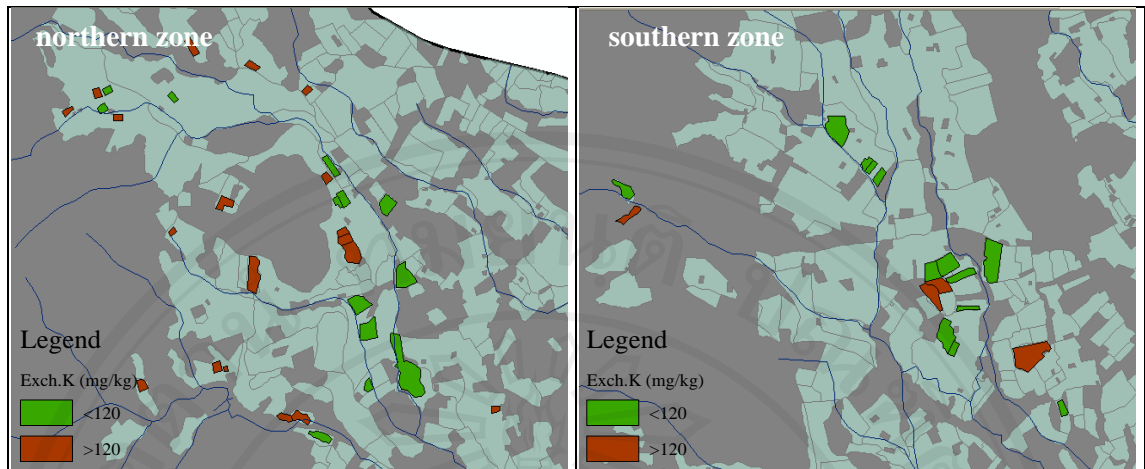 northern zone
Legend
Exch.K (mg/kg)
<120
>120
southern zone
Legend
Exch.K (mg/kg)
<120
>120